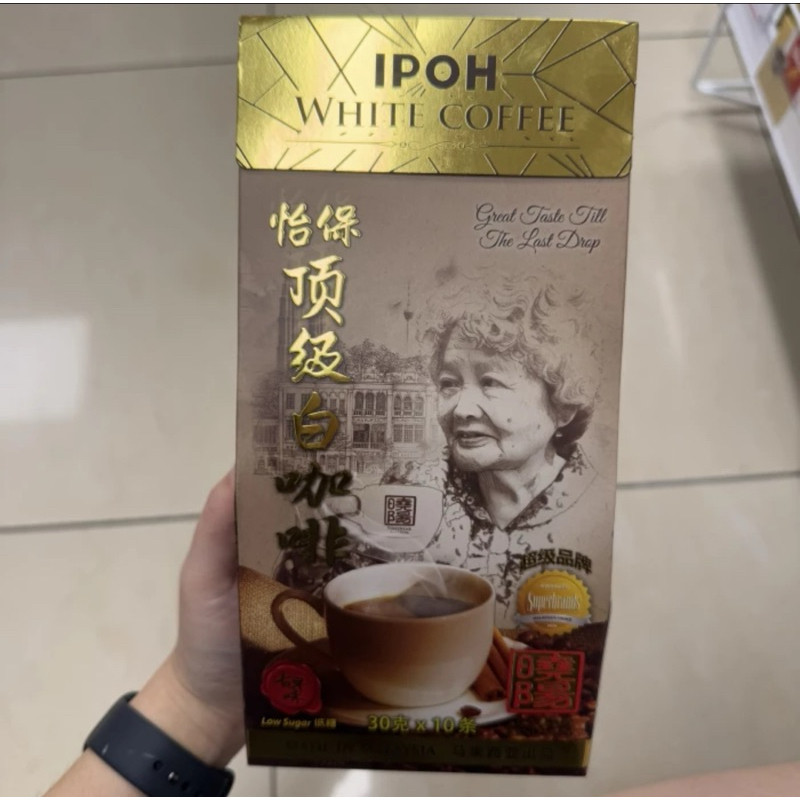 IPOH
WHITE COFFEE
Great Taste Till
The Last Drop
怡保
顶级白咖啡
超级品牌
Superbrands
Low Sugar 低糖
30克 x 10条